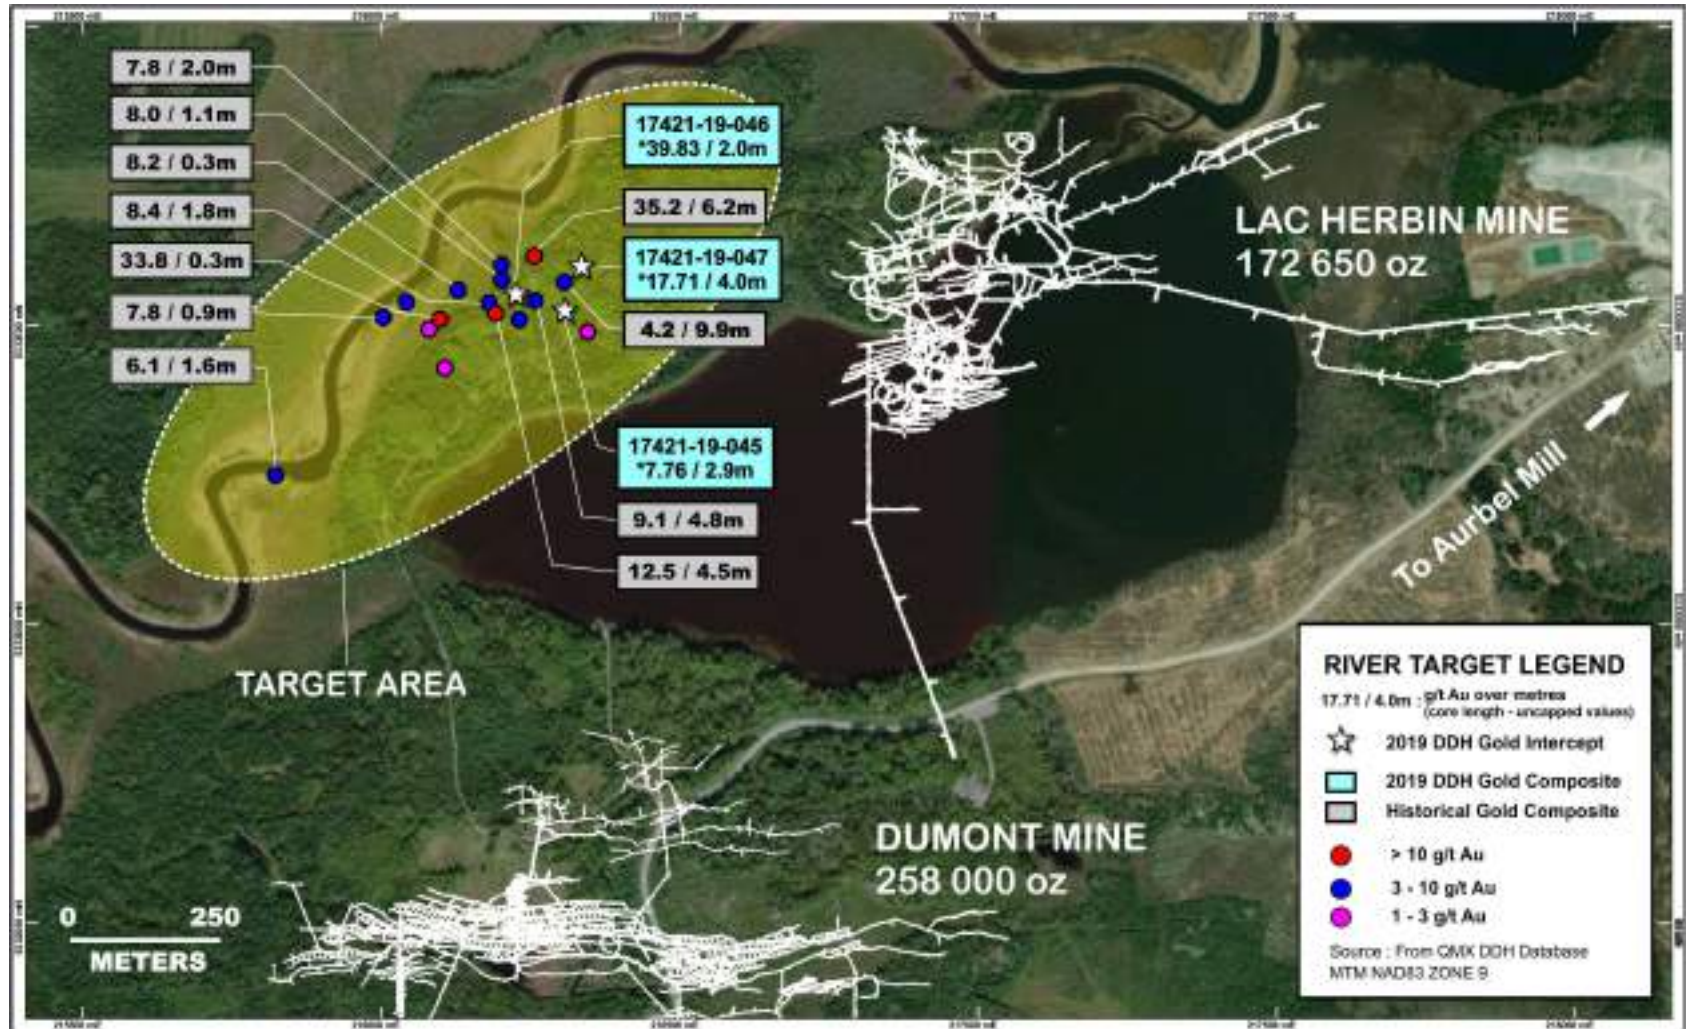 7.8 / 2.0m
8.0 / 1.1m
8.2 / 0.3m
8.4 / 1.8m
33.8 / 0.3m
7.8 / 0.9m
6.1 / 1.6m
17421-19-046
*39.83 / 2.0m
35.2 / 6.2m
17421-19-047
*17.71 / 4.0m
4.2 / 9.9m
17421-19-045
*7.76 / 2.9m
9.1 / 4.8m
12.5 / 4.5m
TARGET AREA
LAC HERBIN MINE
172 650 oz
To Aurbel Mill
DUMONT MINE
258 000 oz
0 250
METERS
RIVER TARGET LEGEND
17.71 / 4.0m : g/t Au over metres
(core length - uncapped values)
2019 DDH Gold Intercept
2019 DDH Gold Composite
Historical Gold Composite
> 10 g/t Au
3 - 10 g/t Au
1 - 3 g/t Au
Source : From QMX DDH Database
MTM NAD83 ZONE 9